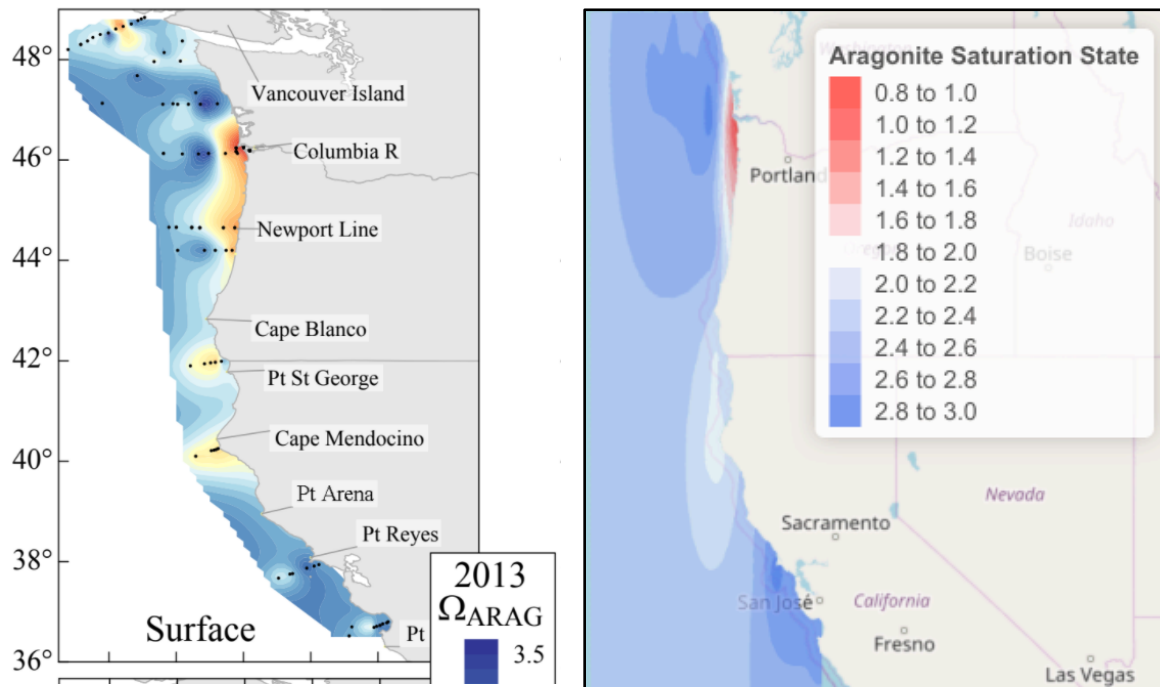 48°
46°
44°
42°
40°
38°
36°
Vancouver Island
Columbia R
Newport Line
Cape Blanco
Pt St George
Cape Mendocino
Pt Arena
Pt Reyes
Pt
Surface
2013
ΩARAG
3.5
Washington
Aragonite Saturation State
0.8 to 1.0
1.0 to 1.2
1.2 to 1.4
1.4 to 1.6
1.6 to 1.8
1.8 to 2.0
2.0 to 2.2
2.2 to 2.4
2.4 to 2.6
2.6 to 2.8
2.8 to 3.0
Portland
Oregon
Idaho
Boise
Nevada
Sacramento
San José
California
Fresno
Las Vegas